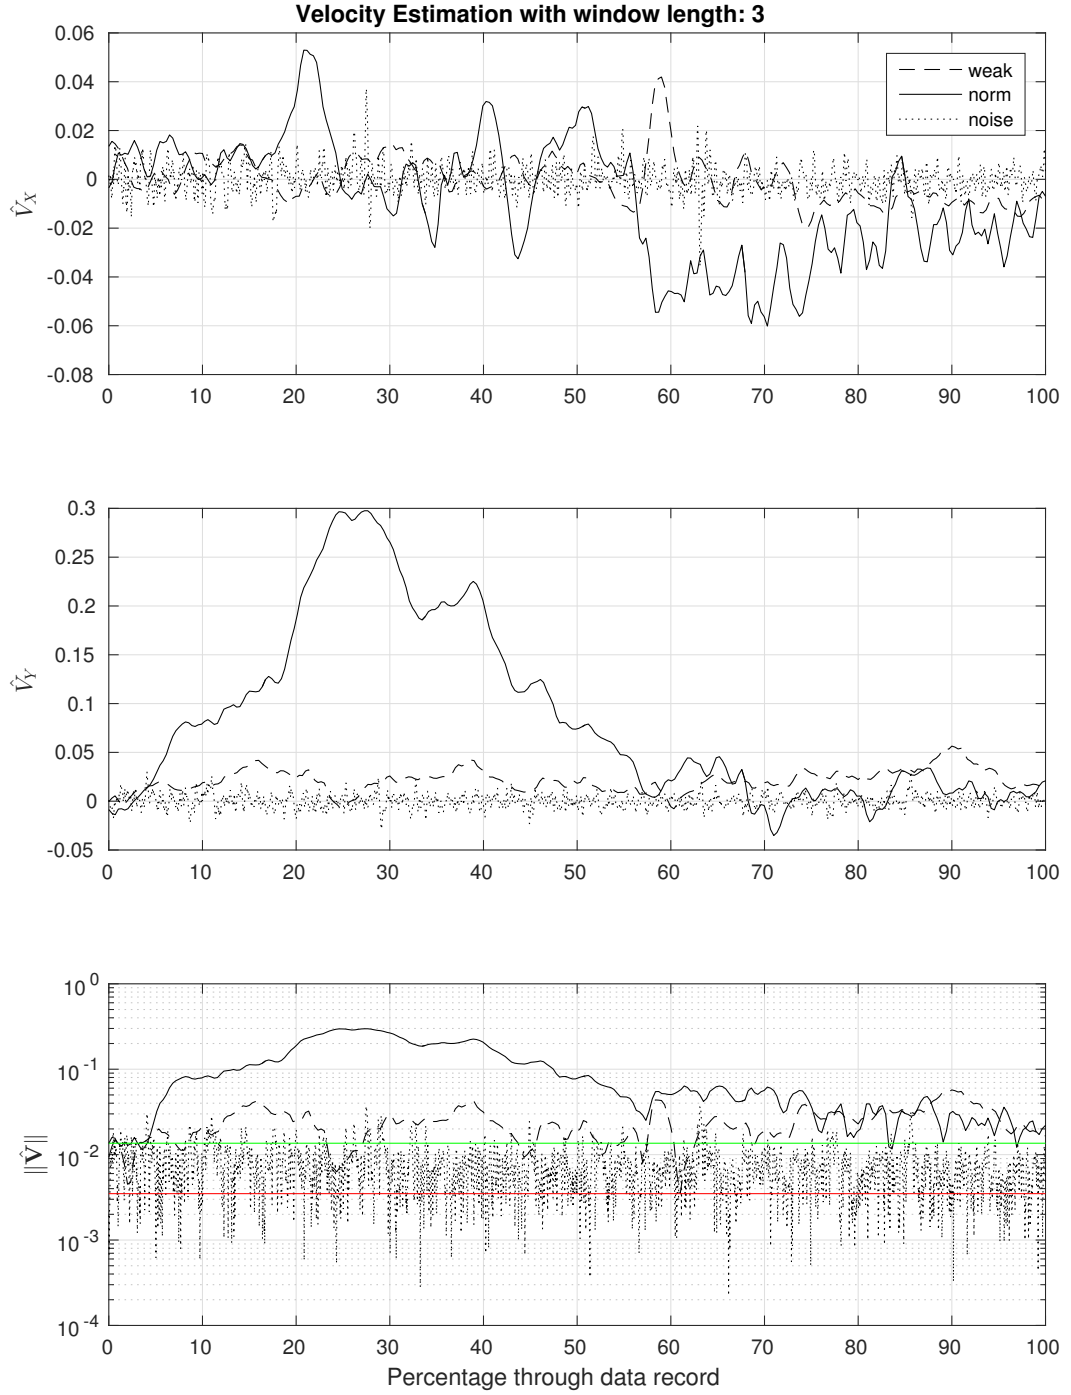 Velocity Estimation with window length: 3
0.06
0.04
0.02
0
-0.02
-0.04
-0.06
-0.08
V̂_X
weak
norm
noise
0 10 20 30 40 50 60 70 80 90 100
0.3
0.25
0.2
0.15
0.1
0.05
0
-0.05
V̂_Y
0 10 20 30 40 50 60 70 80 90 100
10^0
10^-1
10^-2
10^-3
10^-4
‖V̂‖
0 10 20 30 40 50 60 70 80 90 100
Percentage through data record